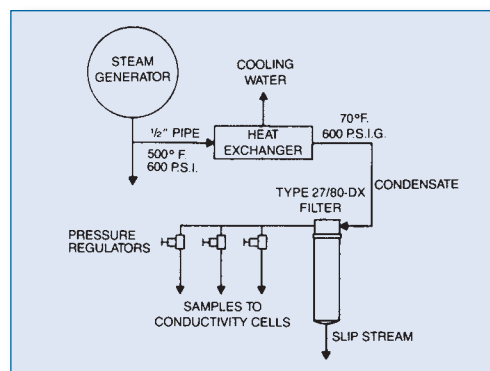 STEAM
GENERATOR
COOLING
WATER
½" PIPE
500° F.
600 P.S.I.
HEAT
EXCHANGER
70°F.
600 P.S.I.G.
CONDENSATE
TYPE 27/80-DX
FILTER
PRESSURE
REGULATORS
SAMPLES TO
CONDUCTIVITY CELLS
SLIP STREAM